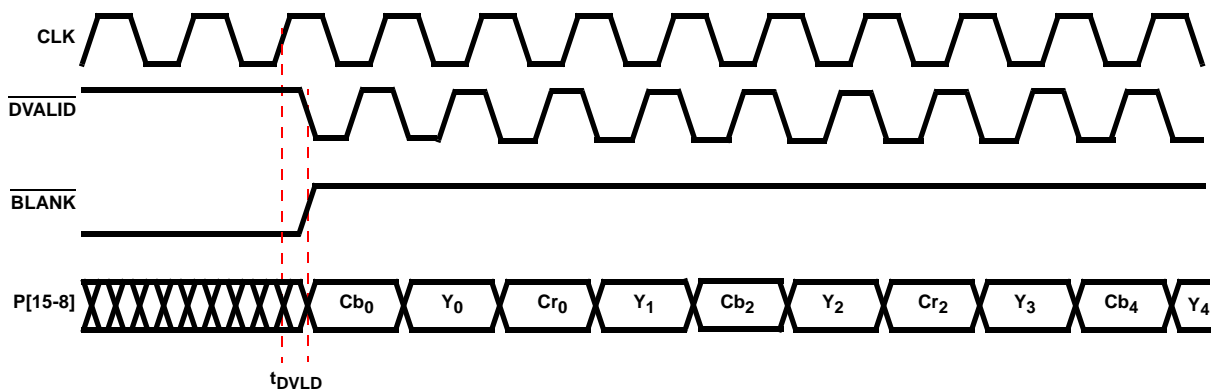 CLK
DVALID
BLANK
P[15-8] Cb0 Y0 Cr0 Y1 Cb2 Y2 Cr2 Y3 Cb4 Y4
tDVLD